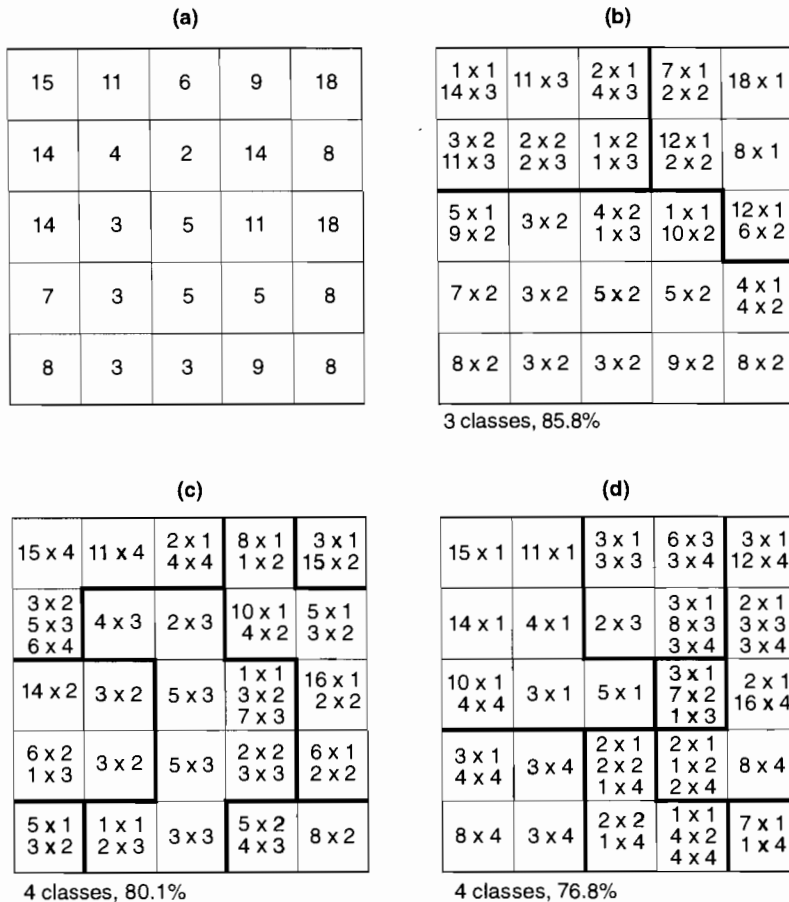 (a)
15 11 6 9 18
14 4 2 14 8
14 3 5 11 18
7 3 5 5 8
8 3 3 9 8
(b)
1 x 1 2 x 1 7 x 1
14 x 3 11 x 3 4 x 3 2 x 2 18 x 1
3 x 2 2 x 2 1 x 2 12 x 1
11 x 3 2 x 3 1 x 3 2 x 2 8 x 1
5 x 1 4 x 2 1 x 1 12 x 1
9 x 2 3 x 2 1 x 3 10 x 2 6 x 2
4 x 1
7 x 2 3 x 2 5 x 2 5 x 2 4 x 2
8 x 2 3 x 2 3 x 2 9 x 2 8 x 2
3 classes, 85.8%
(c)
2 x 1 8 x 1 3 x 1
15 x 4 11 x 4 4 x 4 1 x 2 15 x 2
3 x 2 10 x 1 5 x 1
5 x 3 4 x 3 2 x 3 4 x 2 3 x 2
6 x 4
1 x 1 16 x 1
14 x 2 3 x 2 5 x 3 3 x 2 2 x 2
7 x 3
6 x 2 2 x 2 6 x 1
1 x 3 3 x 2 5 x 3 3 x 3 2 x 2
5 x 1 1 x 1 5 x 2
3 x 2 2 x 3 3 x 3 4 x 3 8 x 2
4 classes, 80.1%
(d)
3 x 1 6 x 3 3 x 1
15 x 1 11 x 1 3 x 3 3 x 4 12 x 4
3 x 1 2 x 1
14 x 1 4 x 1 2 x 3 8 x 3 3 x 3
3 x 4 3 x 4
10 x 1 3 x 1 2 x 1
4 x 4 3 x 1 5 x 1 7 x 2 16 x 4
1 x 3
3 x 1 2 x 1 2 x 1
4 x 4 3 x 4 2 x 2 1 x 2 8 x 4
1 x 4 2 x 4
2 x 2 1 x 1 7 x 1
8 x 4 3 x 4 1 x 4 4 x 2 1 x 4
4 x 4
4 classes, 76.8%